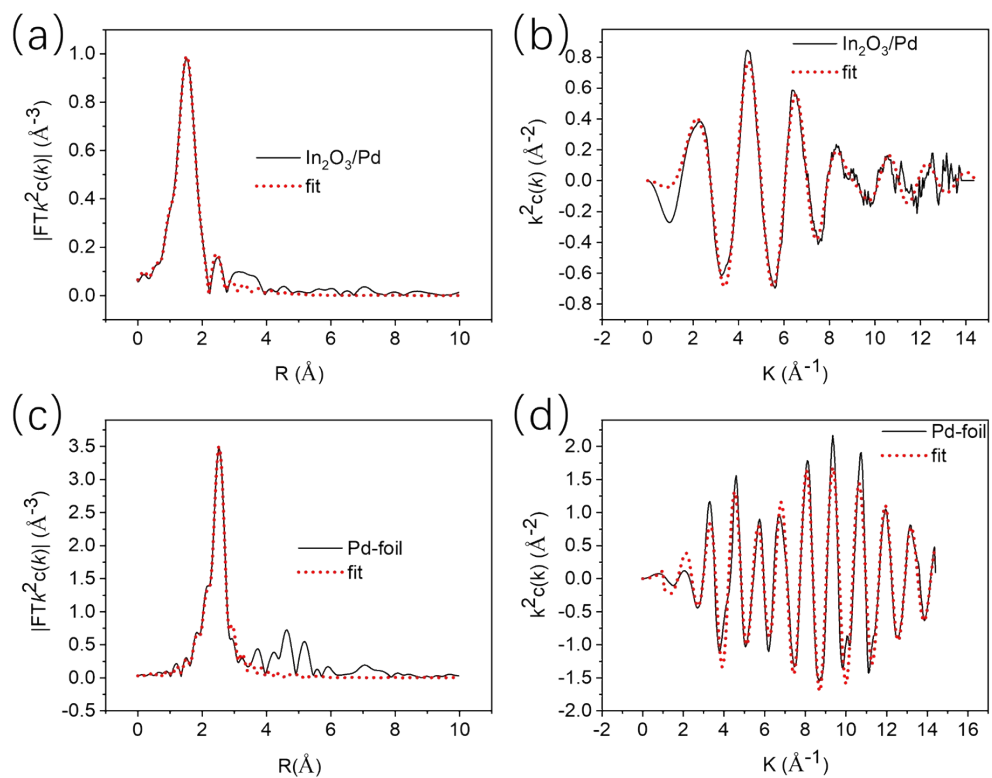 (a)
|FTk²c(k)| (Å⁻³)
1.0
0.8
0.6
0.4
0.2
0.0
In₂O₃/Pd
fit
0 2 4 6 8 10
R (Å)
(b)
k²c(k) (Å⁻²)
0.8
0.6
0.4
0.2
0.0
-0.2
-0.4
-0.6
-0.8
In₂O₃/Pd
fit
-2 0 2 4 6 8 10 12 14
K (Å⁻¹)
(c)
|FTk²c(k)| (Å⁻³)
3.5
3.0
2.5
2.0
1.5
1.0
0.5
0.0
-0.5
Pd-foil
fit
0 2 4 6 8 10
R(Å)
(d)
k²c(k) (Å⁻²)
2.0
1.5
1.0
0.5
0.0
-0.5
-1.0
-1.5
-2.0
Pd-foil
fit
-2 0 2 4 6 8 10 12 14 16
K (Å⁻¹)